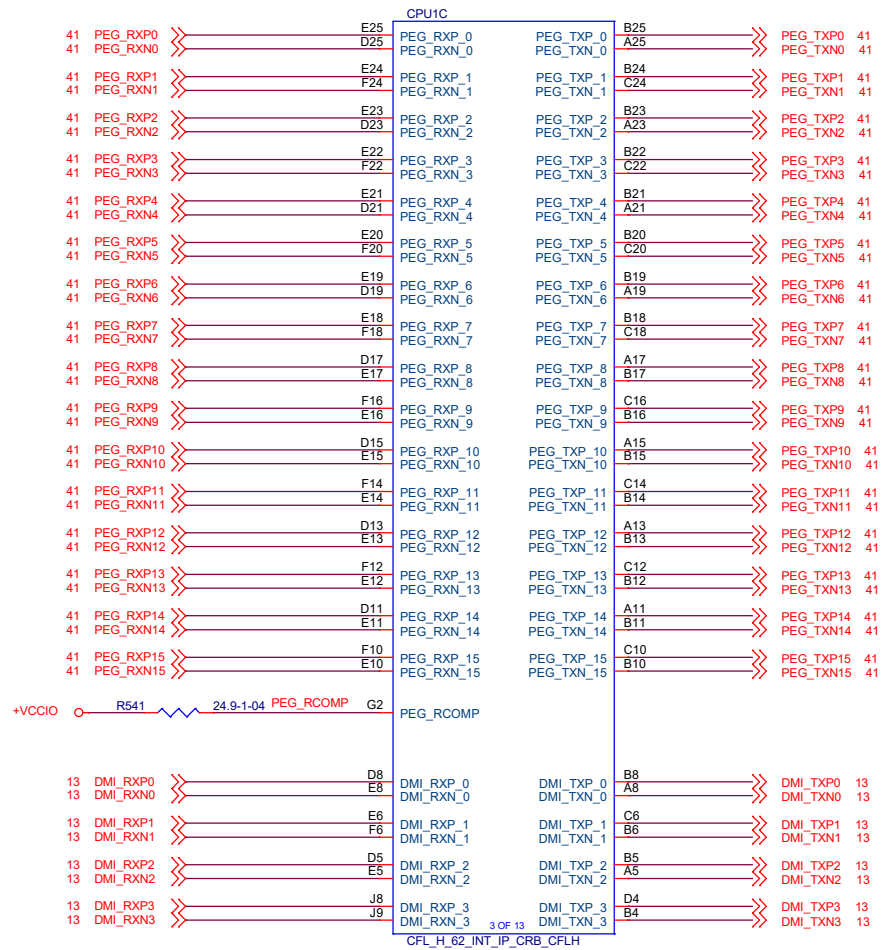 CPU1C
41 PEG_RXP0 E25 PEG_RXP_0 PEG_TXP_0 B25 PEG_TXP0 41
41 PEG_RXN0 D25 PEG_RXN_0 PEG_TXN_0 A25 PEG_TXN0 41
41 PEG_RXP1 E24 PEG_RXP_1 PEG_TXP_1 B24 PEG_TXP1 41
41 PEG_RXN1 F24 PEG_RXN_1 PEG_TXN_1 C24 PEG_TXN1 41
41 PEG_RXP2 E23 PEG_RXP_2 PEG_TXP_2 B23 PEG_TXP2 41
41 PEG_RXN2 D23 PEG_RXN_2 PEG_TXN_2 A23 PEG_TXN2 41
41 PEG_RXP3 E22 PEG_RXP_3 PEG_TXP_3 B22 PEG_TXP3 41
41 PEG_RXN3 F22 PEG_RXN_3 PEG_TXN_3 C22 PEG_TXN3 41
41 PEG_RXP4 E21 PEG_RXP_4 PEG_TXP_4 B21 PEG_TXP4 41
41 PEG_RXN4 D21 PEG_RXN_4 PEG_TXN_4 A21 PEG_TXN4 41
41 PEG_RXP5 E20 PEG_RXP_5 PEG_TXP_5 B20 PEG_TXP5 41
41 PEG_RXN5 F20 PEG_RXN_5 PEG_TXN_5 C20 PEG_TXN5 41
41 PEG_RXP6 E19 PEG_RXP_6 PEG_TXP_6 B19 PEG_TXP6 41
41 PEG_RXN6 D19 PEG_RXN_6 PEG_TXN_6 A19 PEG_TXN6 41
41 PEG_RXP7 E18 PEG_RXP_7 PEG_TXP_7 B18 PEG_TXP7 41
41 PEG_RXN7 F18 PEG_RXN_7 PEG_TXN_7 C18 PEG_TXN7 41
41 PEG_RXP8 D17 PEG_RXP_8 PEG_TXP_8 A17 PEG_TXP8 41
41 PEG_RXN8 E17 PEG_RXN_8 PEG_TXN_8 B17 PEG_TXN8 41
41 PEG_RXP9 F16 PEG_RXP_9 PEG_TXP_9 C16 PEG_TXP9 41
41 PEG_RXN9 E16 PEG_RXN_9 PEG_TXN_9 B16 PEG_TXN9 41
41 PEG_RXP10 D15 PEG_RXP_10 PEG_TXP_10 A15 PEG_TXP10 41
41 PEG_RXN10 E15 PEG_RXN_10 PEG_TXN_10 B15 PEG_TXN10 41
41 PEG_RXP11 F14 PEG_RXP_11 PEG_TXP_11 C14 PEG_TXP11 41
41 PEG_RXN11 E14 PEG_RXN_11 PEG_TXN_11 B14 PEG_TXN11 41
41 PEG_RXP12 D13 PEG_RXP_12 PEG_TXP_12 A13 PEG_TXP12 41
41 PEG_RXN12 E13 PEG_RXN_12 PEG_TXN_12 B13 PEG_TXN12 41
41 PEG_RXP13 F12 PEG_RXP_13 PEG_TXP_13 C12 PEG_TXP13 41
41 PEG_RXN13 E12 PEG_RXN_13 PEG_TXN_13 B12 PEG_TXN13 41
41 PEG_RXP14 D11 PEG_RXP_14 PEG_TXP_14 A11 PEG_TXP14 41
41 PEG_RXN14 E11 PEG_RXN_14 PEG_TXN_14 B11 PEG_TXN14 41
41 PEG_RXP15 F10 PEG_RXP_15 PEG_TXP_15 C10 PEG_TXP15 41
41 PEG_RXN15 E10 PEG_RXN_15 PEG_TXN_15 B10 PEG_TXN15 41
+VCCIO R541 24.9-1-04 PEG_RCOMP G2 PEG_RCOMP
13 DMI_RXP0 D8 DMI_RXP_0 DMI_TXP_0 B8 DMI_TXP0 13
13 DMI_RXN0 E8 DMI_RXN_0 DMI_TXN_0 A8 DMI_TXN0 13
13 DMI_RXP1 E6 DMI_RXP_1 DMI_TXP_1 C6 DMI_TXP1 13
13 DMI_RXN1 F6 DMI_RXN_1 DMI_TXN_1 B6 DMI_TXN1 13
13 DMI_RXP2 D5 DMI_RXP_2 DMI_TXP_2 B5 DMI_TXP2 13
13 DMI_RXN2 E5 DMI_RXN_2 DMI_TXN_2 A5 DMI_TXN2 13
13 DMI_RXP3 J8 DMI_RXP_3 DMI_TXP_3 D4 DMI_TXP3 13
13 DMI_RXN3 J9 DMI_RXN_3 DMI_TXN_3 B4 DMI_TXN3 13
3 OF 13
CFL_H_62_INT_IP_CRB_CFLH